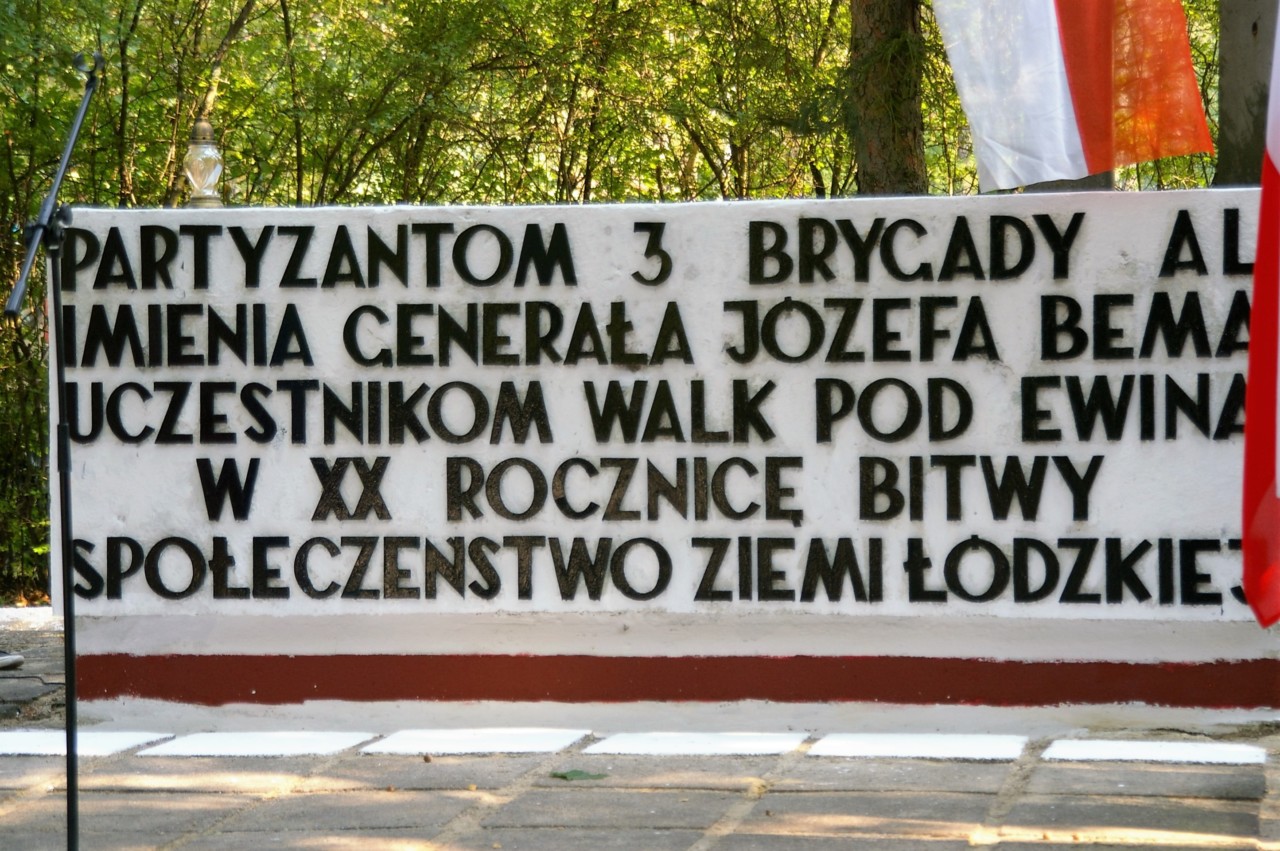 PARTYZANTOM 3 BRYGADY AL
IMIENIA GENERAŁA JÓZEFA BEMA
UCZESTNIKOM WALK POD EWINA
W XX ROCZNICĘ BITWY
SPOŁECZENSTWO ZIEMI ŁÓDZKIEJ